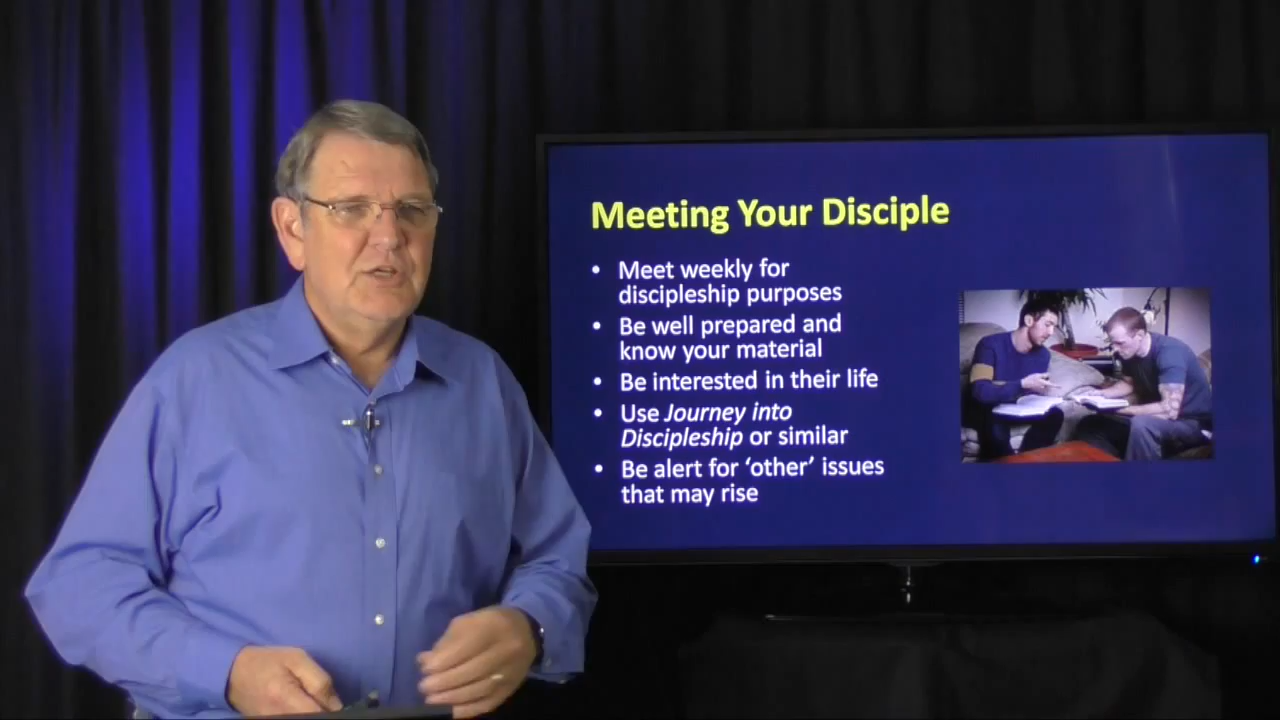 Meeting Your Disciple
• Meet weekly for
discipleship purposes
• Be well prepared and
know your material
• Be interested in their life
• Use Journey into
Discipleship or similar
• Be alert for ‘other’ issues
that may rise